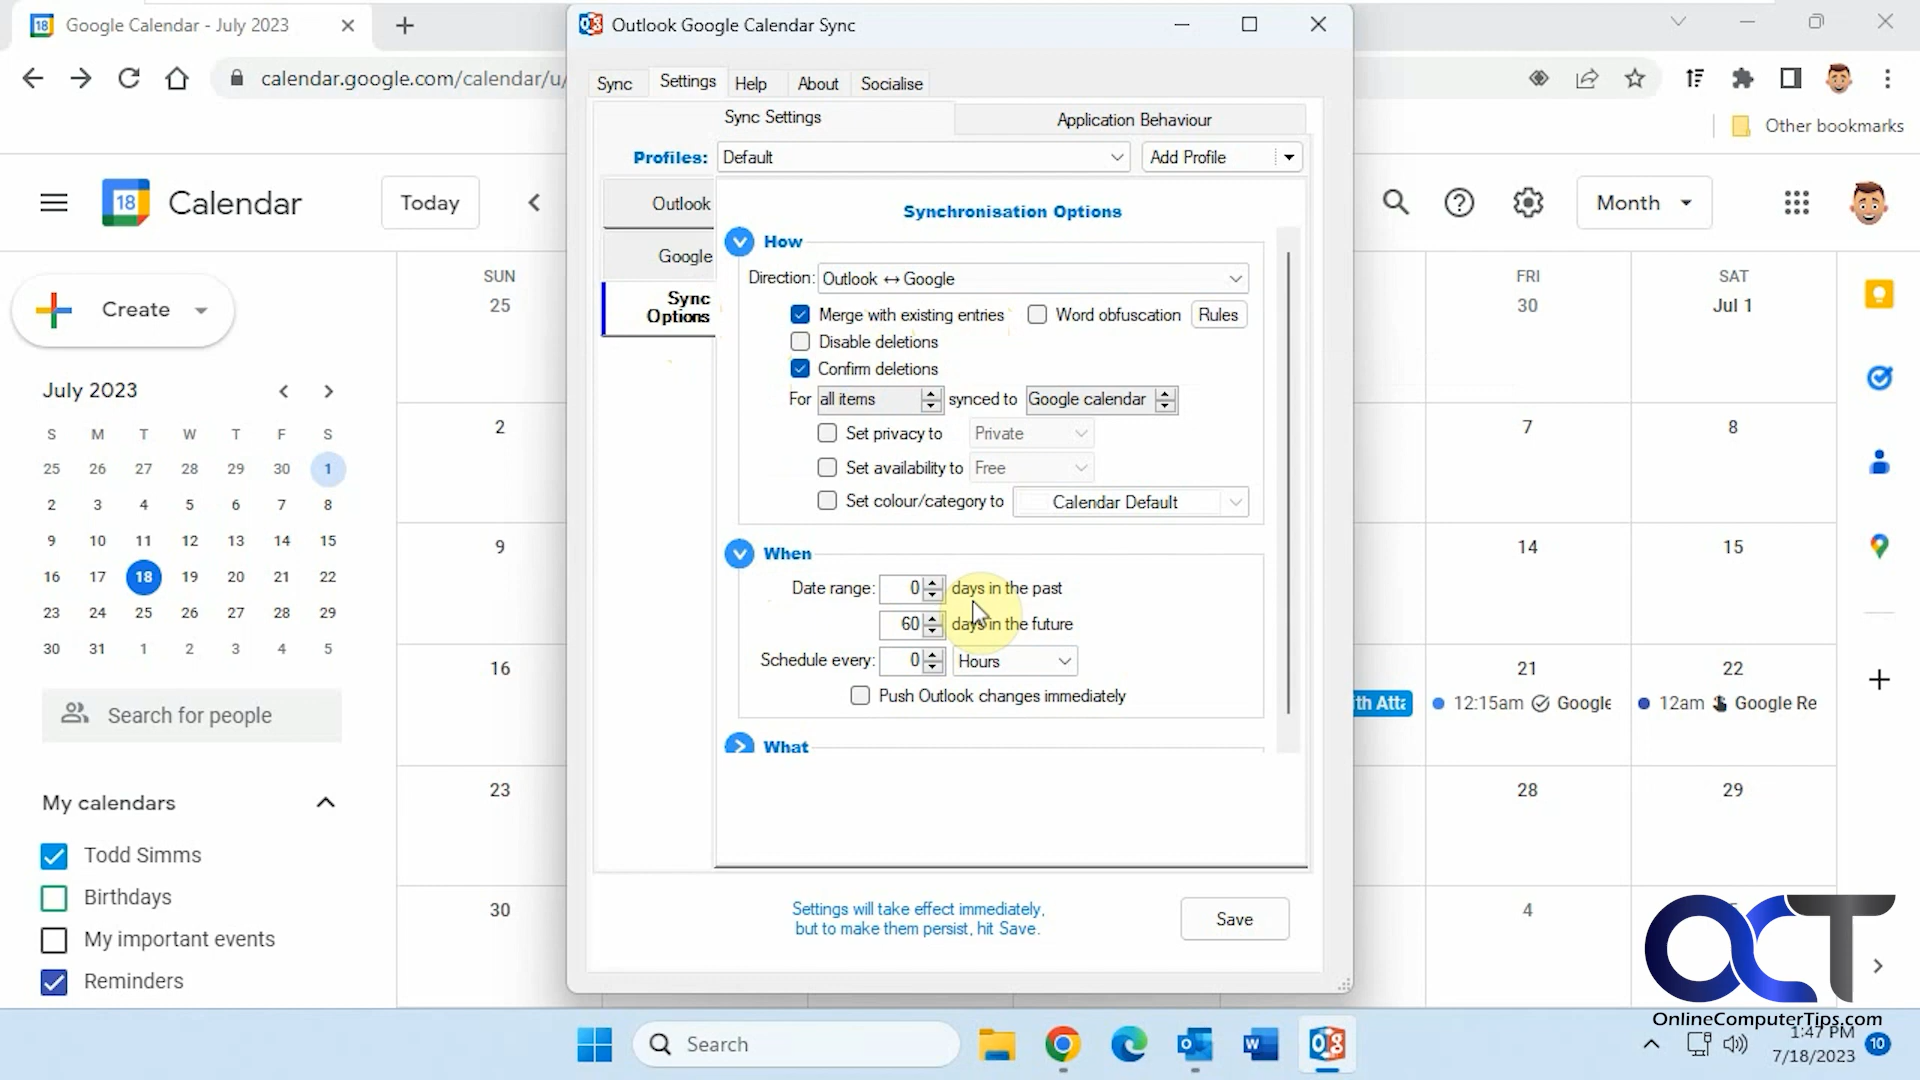 18 Google Calendar - July 2023
Outlook Google Calendar Sync
calendar.google.com/calendar/u/
Other bookmarks
Sync Settings Help About Socialise
Sync Settings Application Behaviour
Profiles: Default Add Profile
18 Calendar Today
Month
Outlook
Google
Sync
Options
Synchronisation Options
How
Direction: Outlook ↔ Google
Merge with existing entries Word obfuscation Rules
Disable deletions
Confirm deletions
For all items synced to Google calendar
Set privacy to Private
Set availability to Free
Set colour/category to Calendar Default
When
Date range: 0 days in the past
60 days in the future
Schedule every: 0 Hours
Push Outlook changes immediately
What
Settings will take effect immediately,
but to make them persist, hit Save.
Save
Create
July 2023
S M T W T F S
25 26 27 28 29 30 1
2 3 4 5 6 7 8
9 10 11 12 13 14 15
16 17 18 19 20 21 22
23 24 25 26 27 28 29
30 31 1 2 3 4 5
Search for people
My calendars
Todd Simms
Birthdays
My important events
Reminders
SUN FRI SAT
25 30 Jul 1
2 7 8
9 14 15
16 21 22
th Atta 12:15am Google 12am Google Re
23 28 29
30 4
OCT
OnlineComputerTips.com
Search
1:47 PM
7/18/2023
10